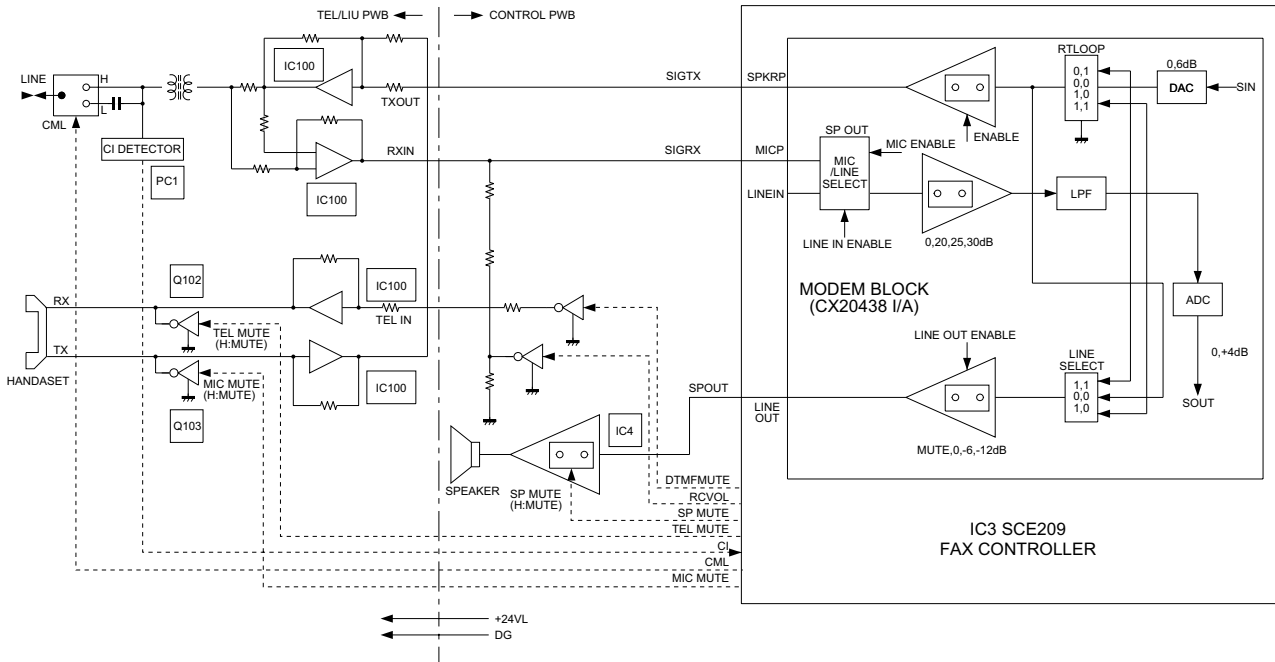 TEL/LIU PWB
CONTROL PWB
LINE
H
L
CML
CI DETECTOR
PC1
IC100
TXOUT
RXIN
IC100
SIGTX
SPKRP
SIGRX
MICP
LINEIN
RTLOOP
0,1
0,0
1,0
1,1
0,6dB
DAC
SIN
ENABLE
SP OUT
MIC ENABLE
MIC
/LINE
SELECT
LINE IN ENABLE
0,20,25,30dB
LPF
ADC
0,+4dB
SOUT
MODEM BLOCK
(CX20438 I/A)
LINE OUT ENABLE
LINE
SELECT
1,1
0,0
1,0
MUTE,0,-6,-12dB
Q102
RX
TEL MUTE
(H:MUTE)
TX
HANDASET
MIC MUTE
(H:MUTE)
Q103
IC100
TEL IN
IC100
SPOUT
LINE
OUT
IC4
SPEAKER
SP MUTE
(H:MUTE)
DTMFMUTE
RCVOL
SP MUTE
TEL MUTE
CI
CML
MIC MUTE
IC3 SCE209
FAX CONTROLLER
+24VL
DG